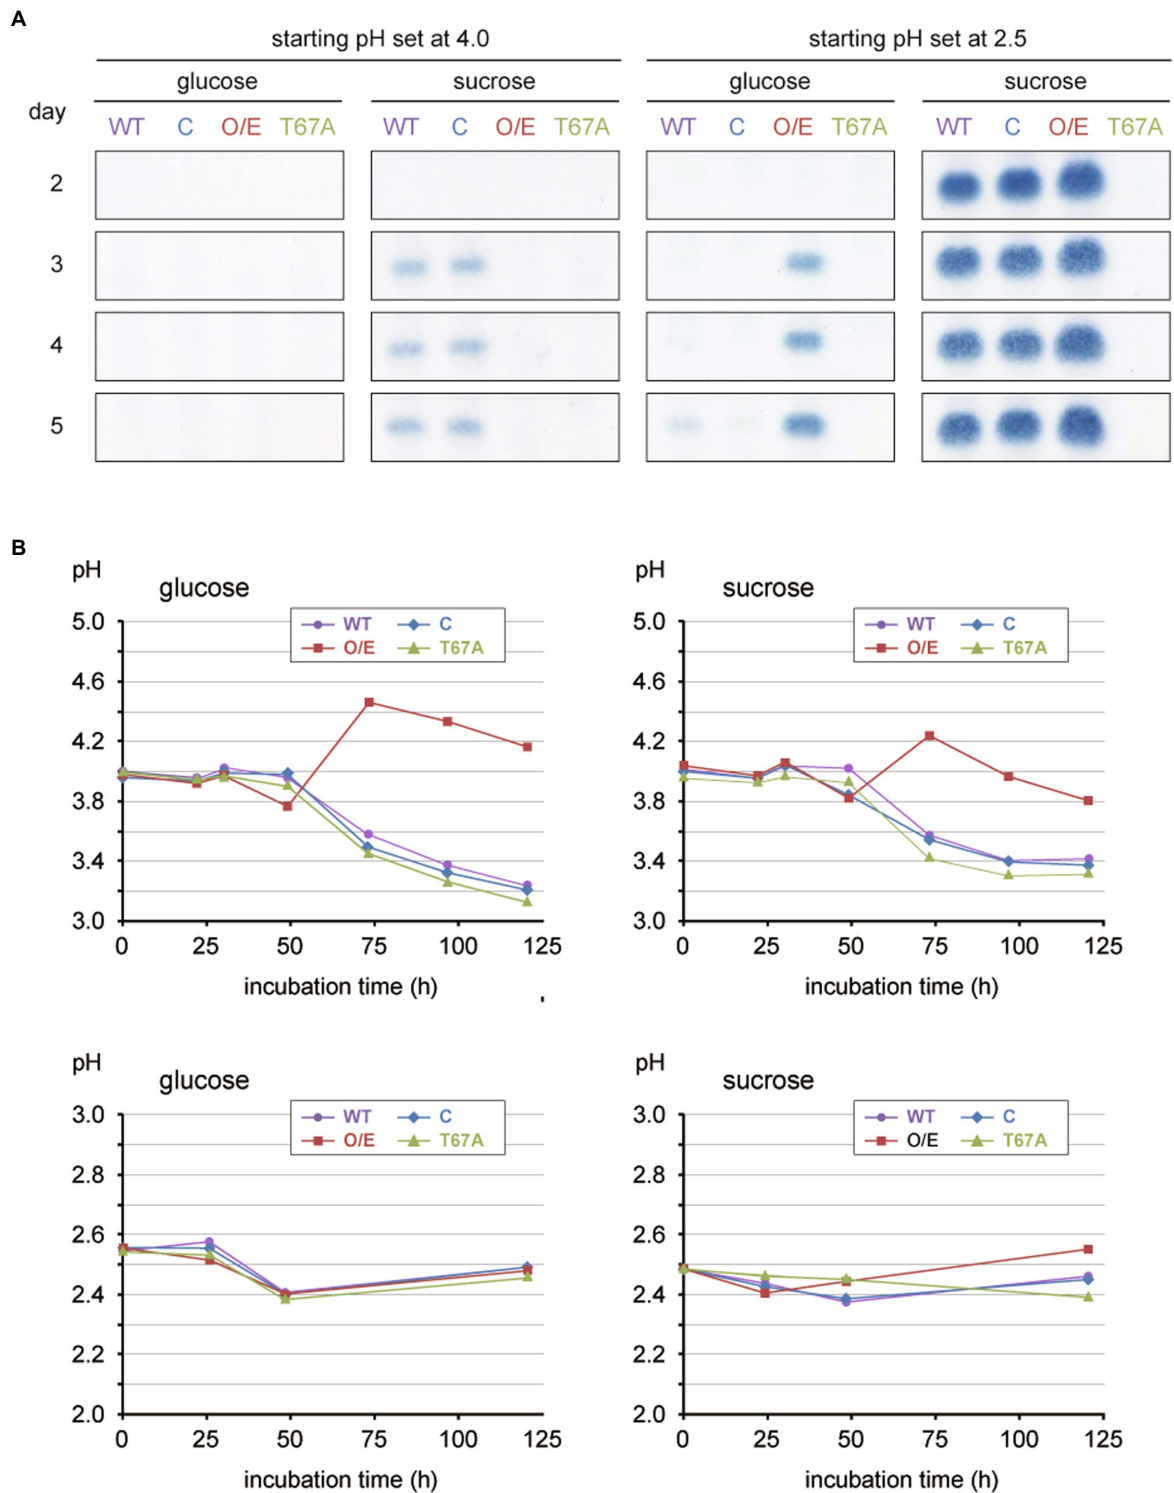 A
starting pH set at 4.0 starting pH set at 2.5
glucose sucrose glucose sucrose
day
WT C O/E T67A WT C O/E T67A WT C O/E T67A WT C O/E T67A
2
3
4
5
B
pH glucose pH sucrose
WT C WT C
O/E T67A O/E T67A
5.0 5.0
4.6 4.6
4.2 4.2
3.8 3.8
3.4 3.4
3.0 3.0
0 25 50 75 100 125 0 25 50 75 100 125
incubation time (h) incubation time (h)
pH glucose pH sucrose
WT C WT C
O/E T67A O/E T67A
3.0 3.0
2.8 2.8
2.6 2.6
2.4 2.4
2.2 2.2
2.0 2.0
0 25 50 75 100 125 0 25 50 75 100 125
incubation time (h) incubation time (h)